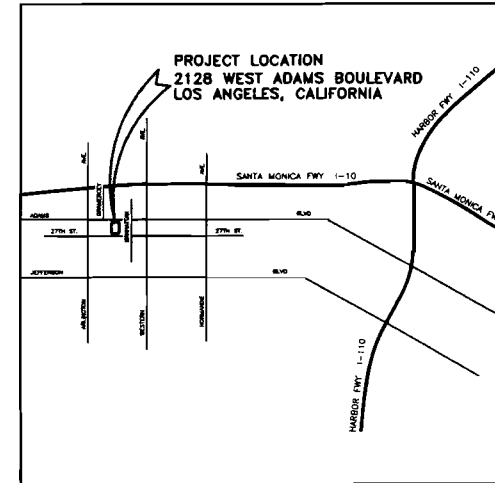 PROJECT LOCATION
2128 WEST ADAMS BOULEVARD
LOS ANGELES, CALIFORNIA
HARBOR FWY I-110
AVE.
AVE.
AVE.
SANTA MONICA FWY I-10
SANTA MONICA FW
ADAMS
BLVD
27TH ST.
27TH ST.
JEFFERSON
BLVD
ARLINGTON
WESTERN
NORMANDIE
HARBOR FWY I-110